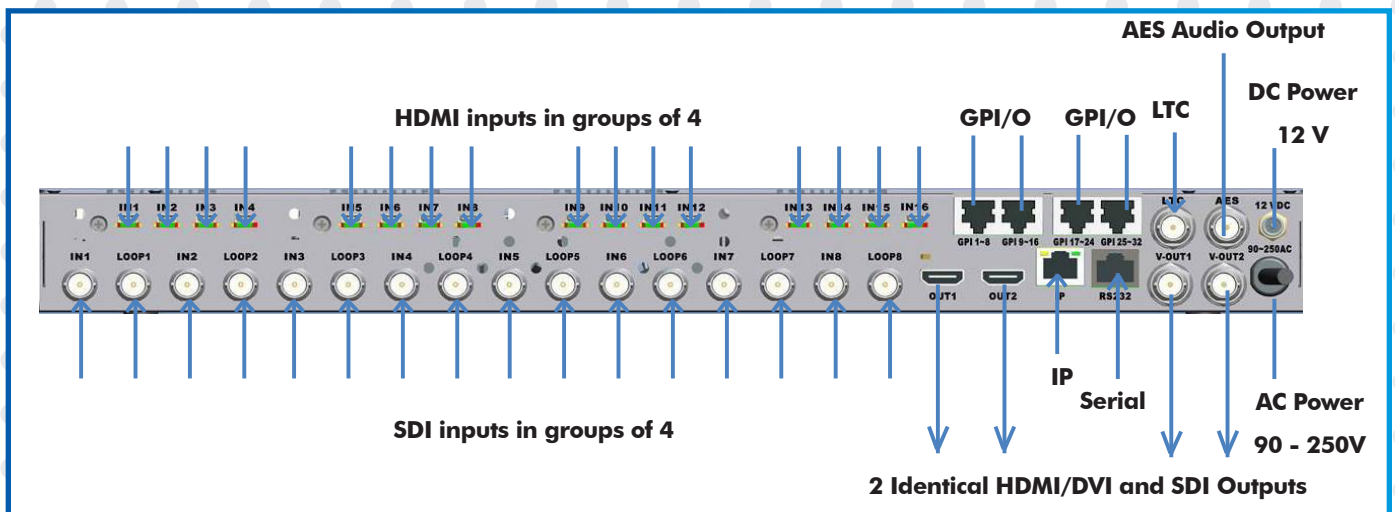 AES Audio Output
DC Power
12 V
HDMI inputs in groups of 4
GPI/O
GPI/O
LTC
IN1 IN2 IN3 IN4 IN5 IN6 IN7 IN8 IN9 IN10 IN11 IN12 IN13 IN14 IN15 IN16
LTC AES 12 VDC
GPI 1~8 GPI 9~16 GPI 17~24 GPI 25~32
90~250AC
IN1 LOOP1 IN2 LOOP2 IN3 LOOP3 IN4 LOOP4 IN5 LOOP5 IN6 LOOP6 IN7 LOOP7 IN8 LOOP8
V-OUT1 V-OUT2
OUT1 OUT2 IP RS232
IP
Serial
SDI inputs in groups of 4
AC Power
90 - 250V
2 Identical HDMI/DVI and SDI Outputs